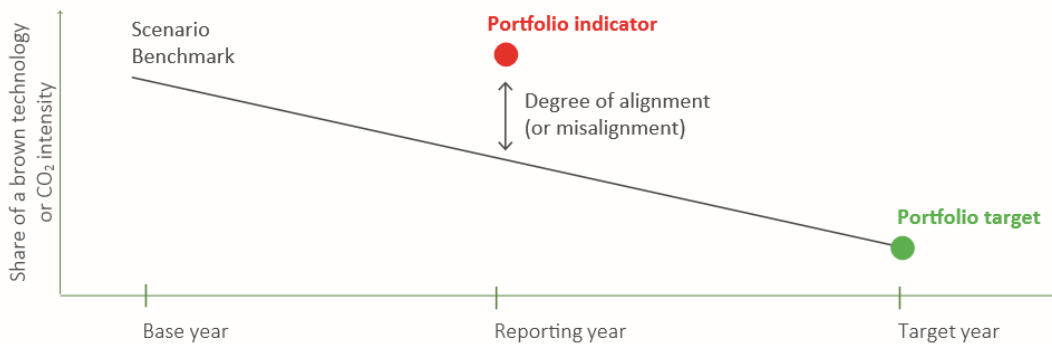 Scenario
Benchmark
Portfolio indicator
Degree of alignment
(or misalignment)
Share of a brown technology
or CO₂ intensity
Portfolio target
Base year
Reporting year
Target year